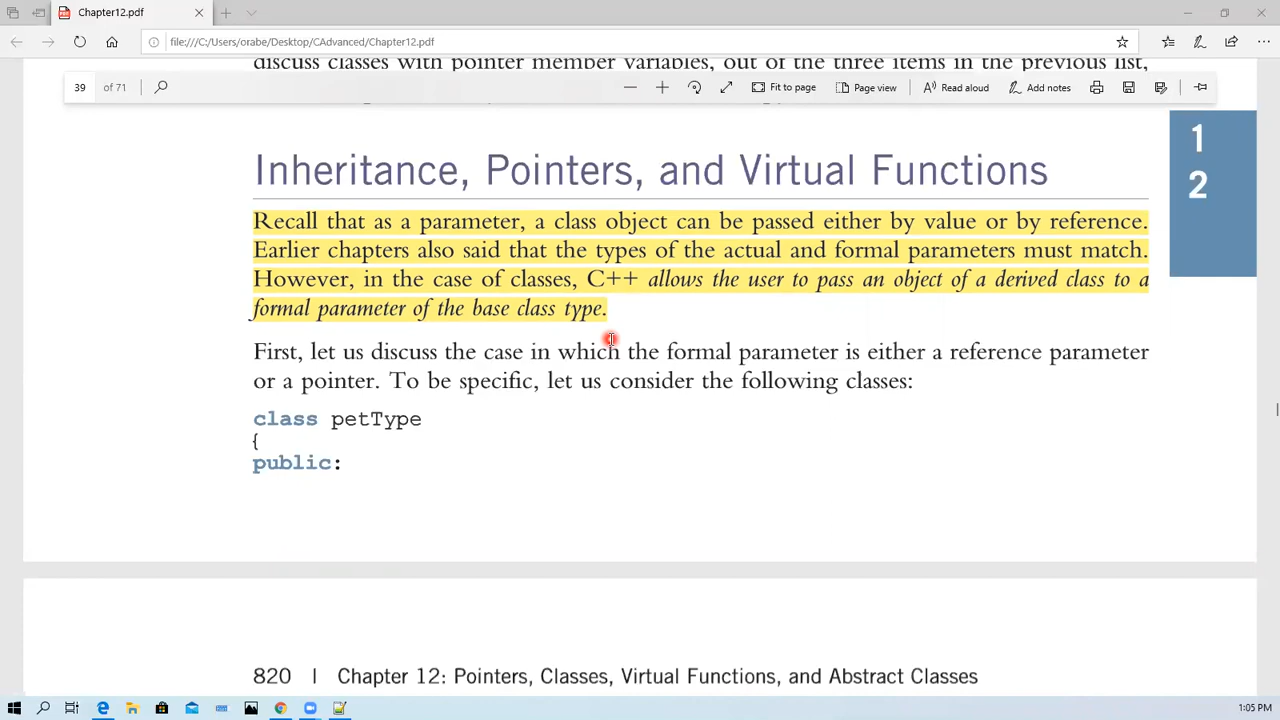 Chapter12.pdf
file:///C:/Users/orabe/Desktop/CAdvanced/Chapter12.pdf
discuss classes with pointer member variables, out of the three items in the previous list,
39 of 71 Fit to page Page view Read aloud Add notes
1
2
Inheritance, Pointers, and Virtual Functions
Recall that as a parameter, a class object can be passed either by value or by reference.
Earlier chapters also said that the types of the actual and formal parameters must match.
However, in the case of classes, C++ allows the user to pass an object of a derived class to a
formal parameter of the base class type.
First, let us discuss the case in which the formal parameter is either a reference parameter
or a pointer. To be specific, let us consider the following classes:
class petType
{
public:
820 | Chapter 12: Pointers, Classes, Virtual Functions, and Abstract Classes
1:05 PM